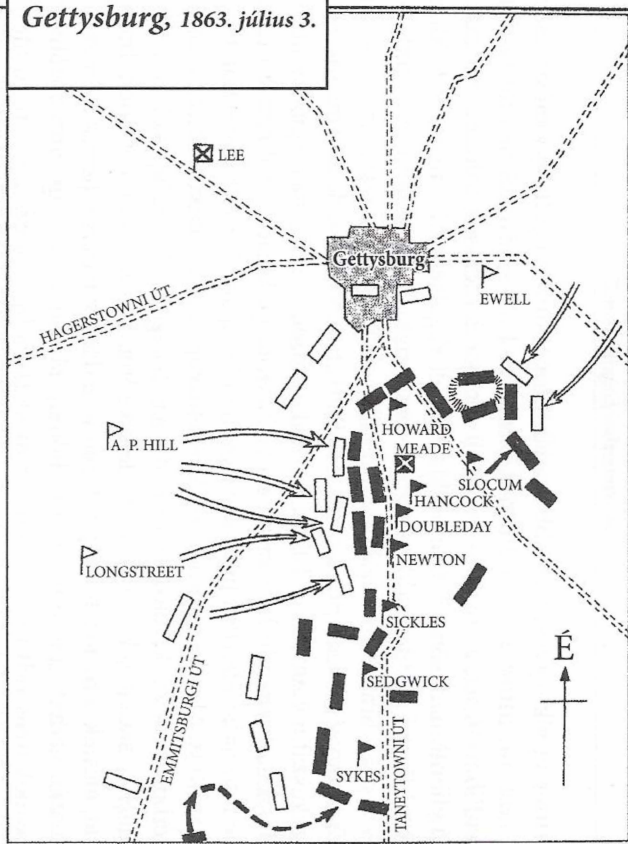 Gettysburg, 1863. július 3.
LEE
Gettysburg
HAGERSTOWNI ÚT
EWELL
A. P. HILL
HOWARD
MEADE
SLOCUM
HANCOCK
DOUBLEDAY
LONGSTREET
NEWTON
SICKLES
É
SEDGWICK
EMMITSBURGI ÚT
TANEYTOWNI ÚT
SYKES